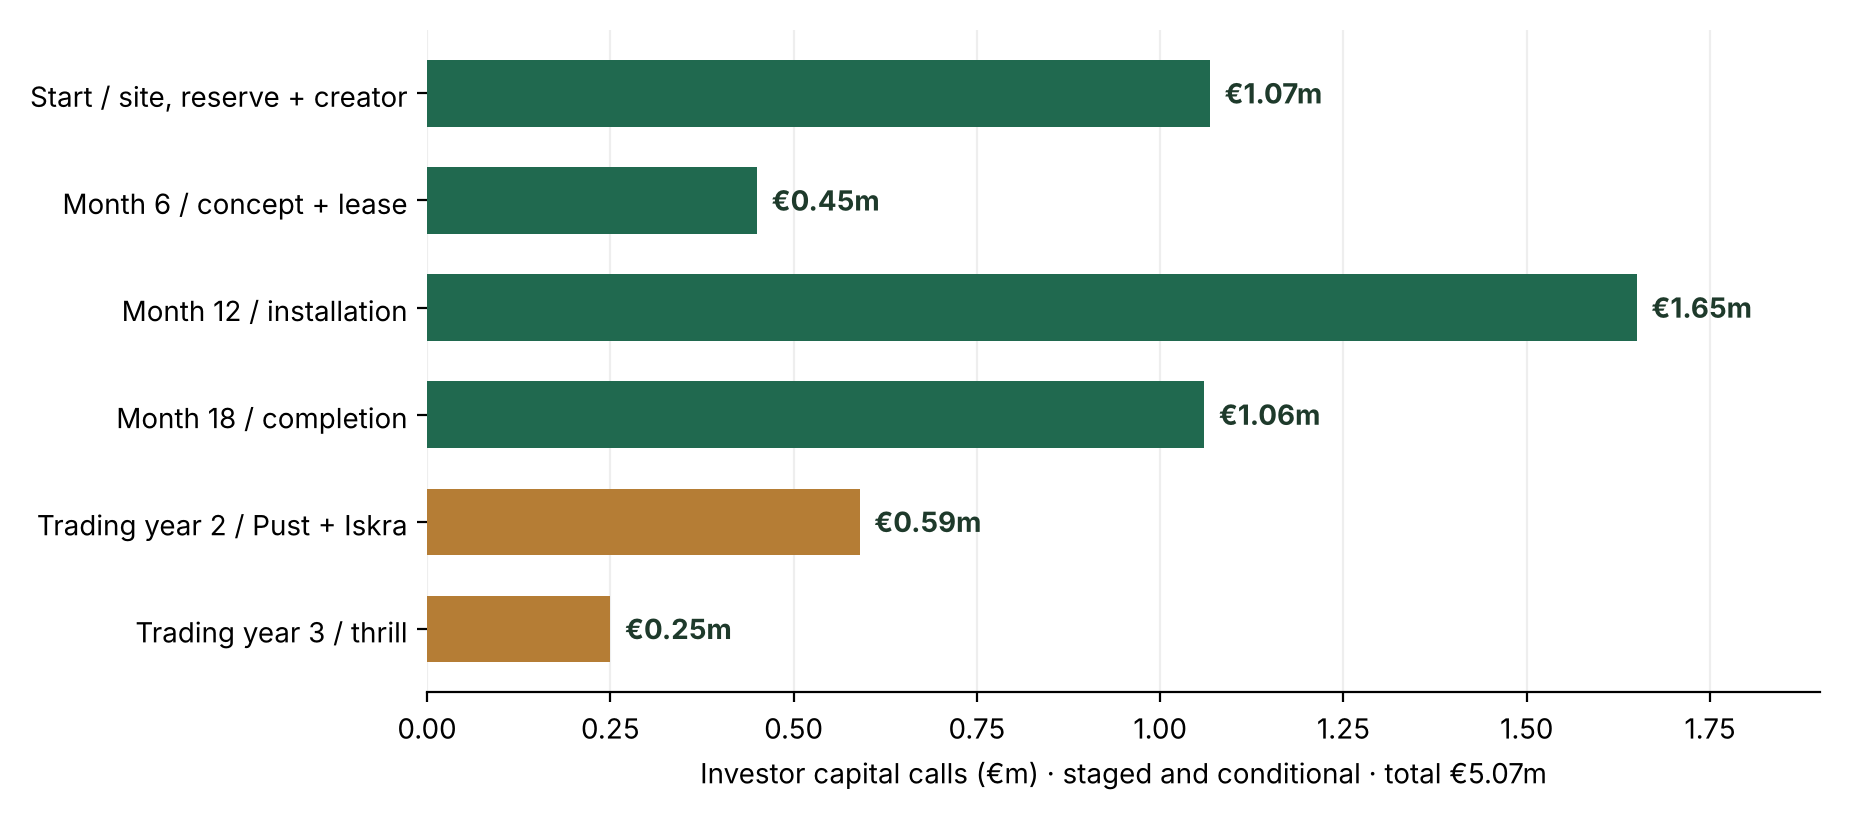 Start / site, reserve + creator
€1.07m
Month 6 / concept + lease
€0.45m
Month 12 / installation
€1.65m
Month 18 / completion
€1.06m
Trading year 2 / Pust + Iskra
€0.59m
Trading year 3 / thrill
€0.25m
0.00 0.25 0.50 0.75 1.00 1.25 1.50 1.75
Investor capital calls (€m) · staged and conditional · total €5.07m